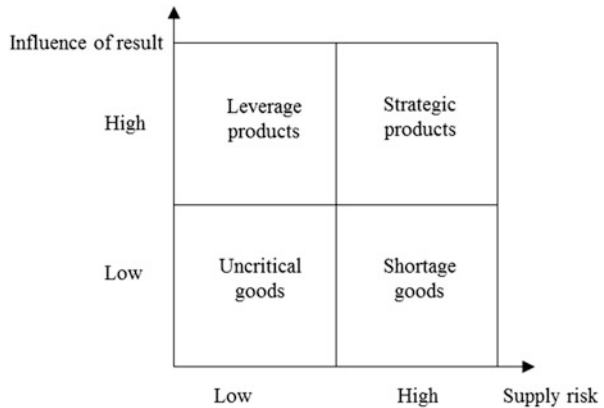 Influence of result
High
Leverage
products
Strategic
products
Low
Uncritical
goods
Shortage
goods
Low
High
Supply risk